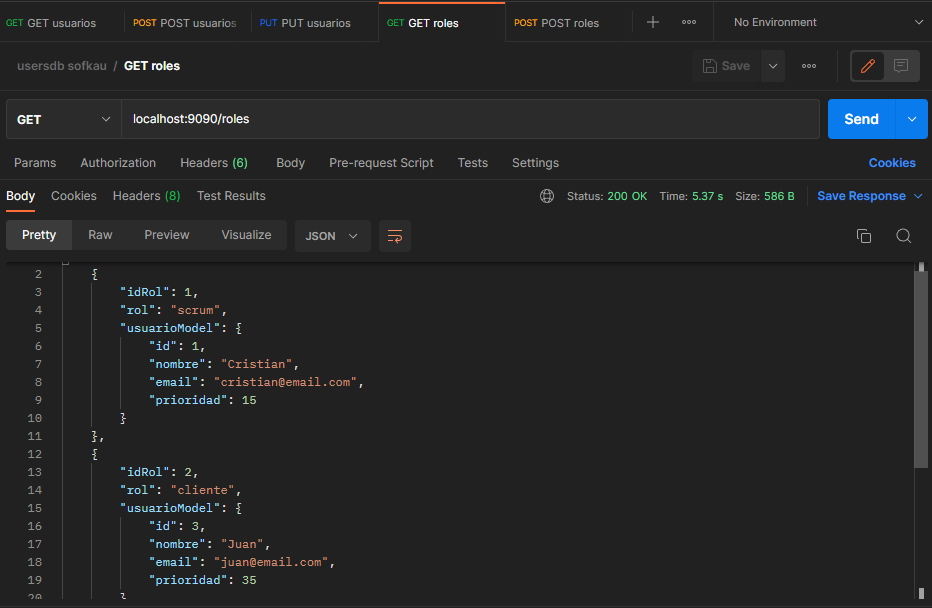 GET GET usuarios POST POST usuarios PUT PUT usuarios GET GET roles POST POST roles + ooo No Environment
usersdb sofkau / GET roles Save ooo
GET localhost:9090/roles Send
Params Authorization Headers (6) Body Pre-request Script Tests Settings Cookies
Body Cookies Headers (8) Test Results Status: 200 OK Time: 5.37 s Size: 586 B Save Response
Pretty Raw Preview Visualize JSON
2 {
3 "idRol": 1,
4 "rol": "scrum",
5 "usuarioModel": {
6 "id": 1,
7 "nombre": "Cristian",
8 "email": "cristian@email.com",
9 "prioridad": 15
10 }
11 },
12 {
13 "idRol": 2,
14 "rol": "cliente",
15 "usuarioModel": {
16 "id": 3,
17 "nombre": "Juan",
18 "email": "juan@email.com",
19 "prioridad": 35
20 }